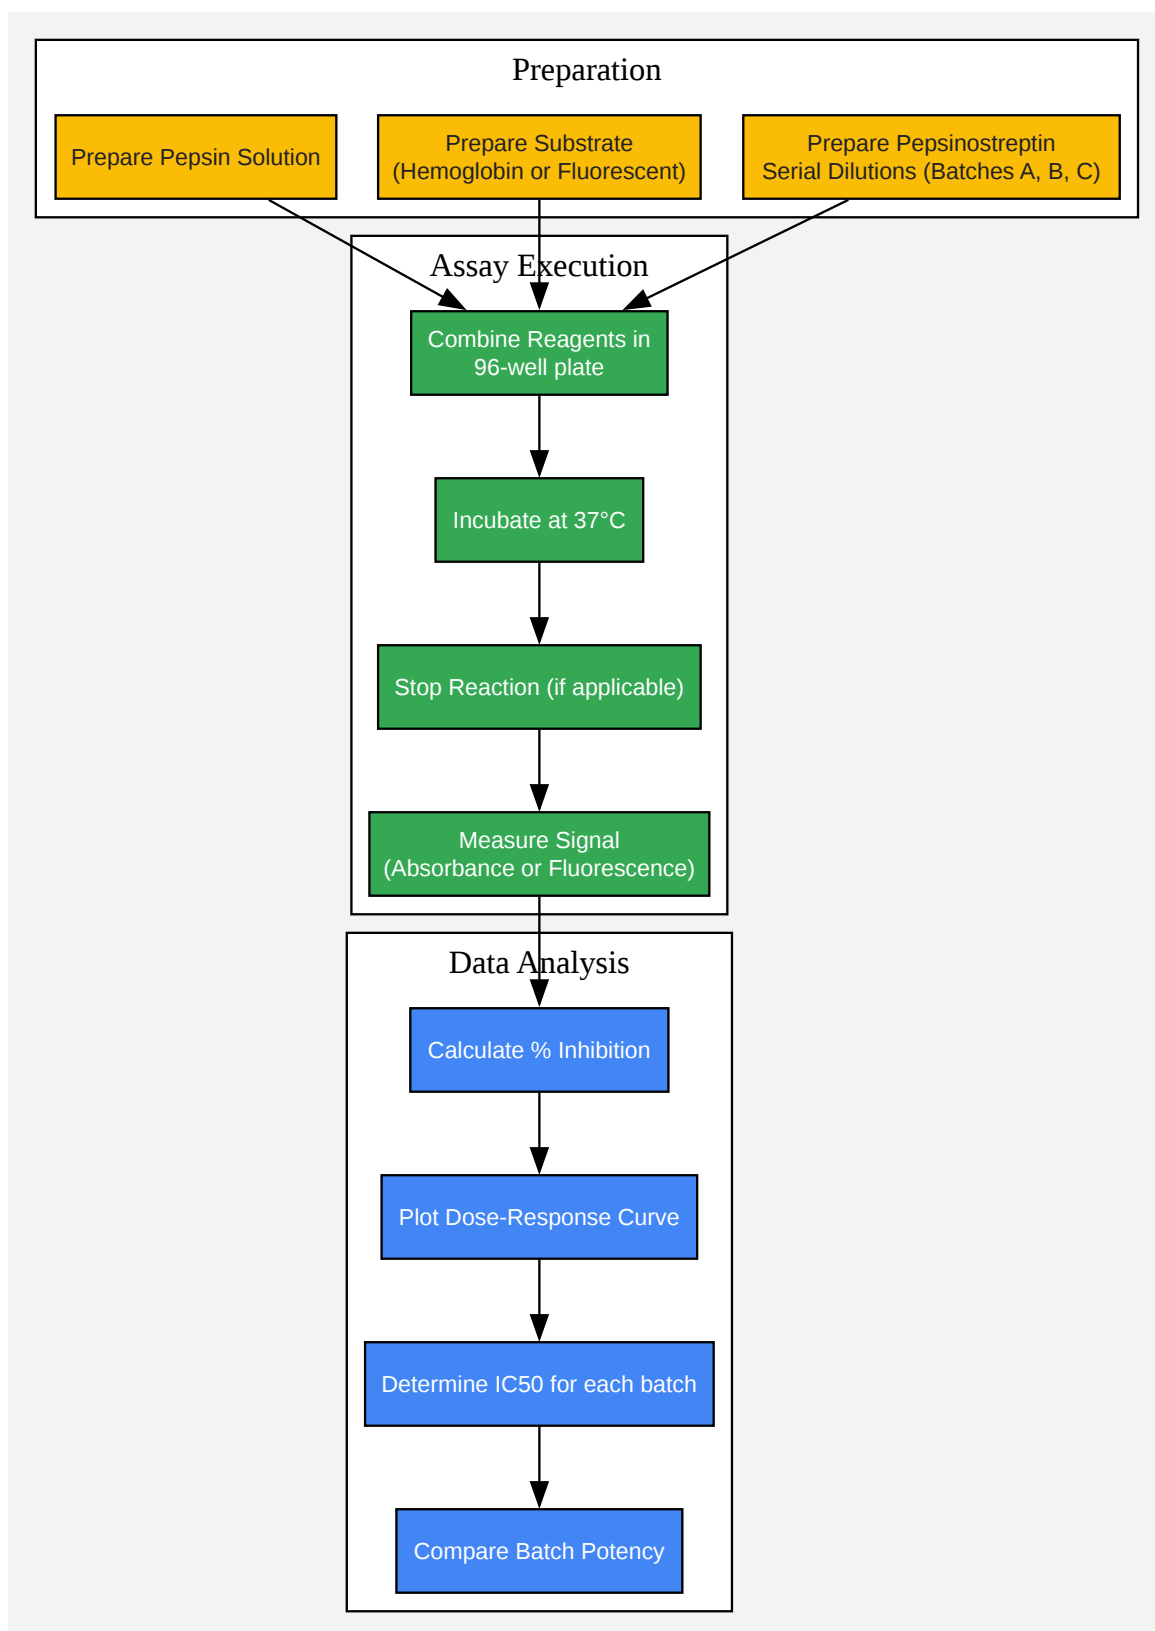 Preparation
Prepare Pepsin Solution
Prepare Substrate
(Hemoglobin or Fluorescent)
Prepare Pepsinostreptin
Serial Dilutions (Batches A, B, C)
Assay Execution
Combine Reagents in
96-well plate
Incubate at 37°C
Stop Reaction (if applicable)
Measure Signal
(Absorbance or Fluorescence)
Data Analysis
Calculate % Inhibition
Plot Dose-Response Curve
Determine IC50 for each batch
Compare Batch Potency